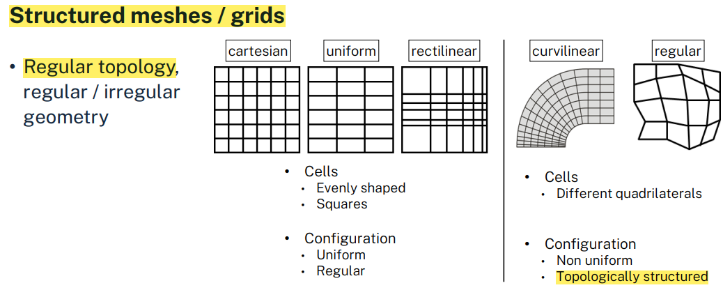 Structured meshes / grids
• Regular topology,
regular / irregular
geometry
cartesian
uniform
rectilinear
• Cells
• Evenly shaped
• Squares
• Configuration
• Uniform
• Regular
curvilinear
regular
• Cells
• Different quadrilaterals
• Configuration
• Non uniform
• Topologically structured